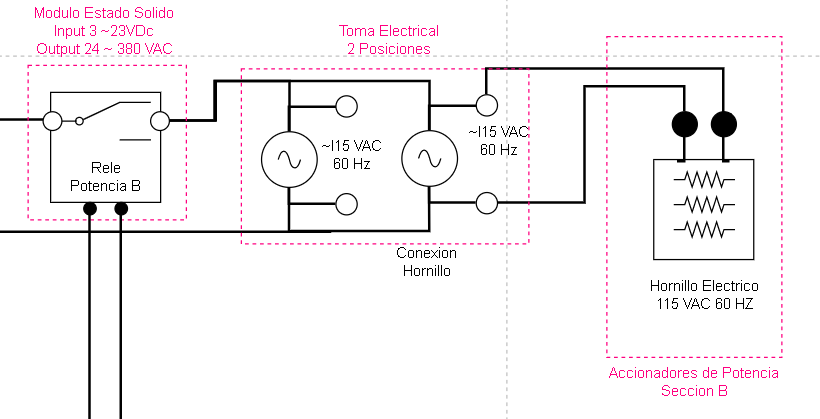 Modulo Estado Solido
Input 3 ~23VDc
Output 24 ~ 380 VAC
Toma Electrical
2 Posiciones
Rele
Potencia B
~I15 VAC
60 Hz
~I15 VAC
60 Hz
Conexion
Hornillo
Hornillo Electrico
115 VAC 60 HZ
Accionadores de Potencia
Seccion B